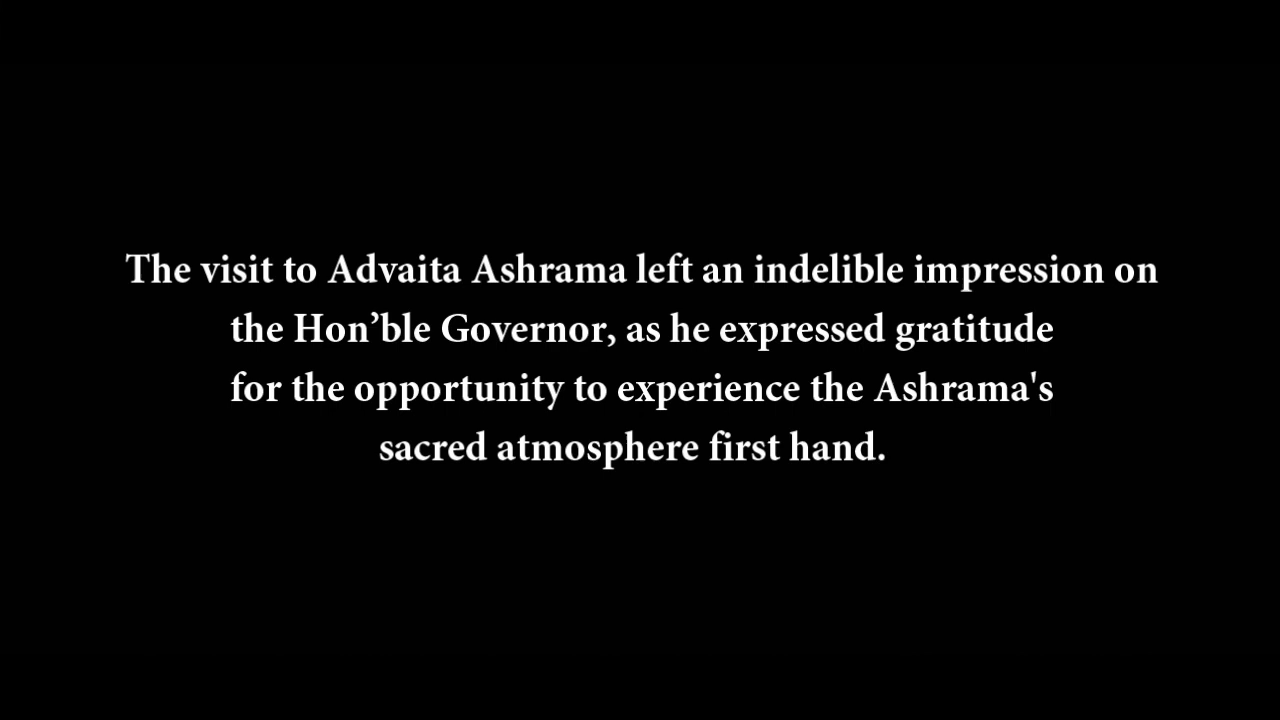 The visit to Advaita Ashrama left an indelible impression on
the Hon’ble Governor, as he expressed gratitude
for the opportunity to experience the Ashrama's
sacred atmosphere first hand.